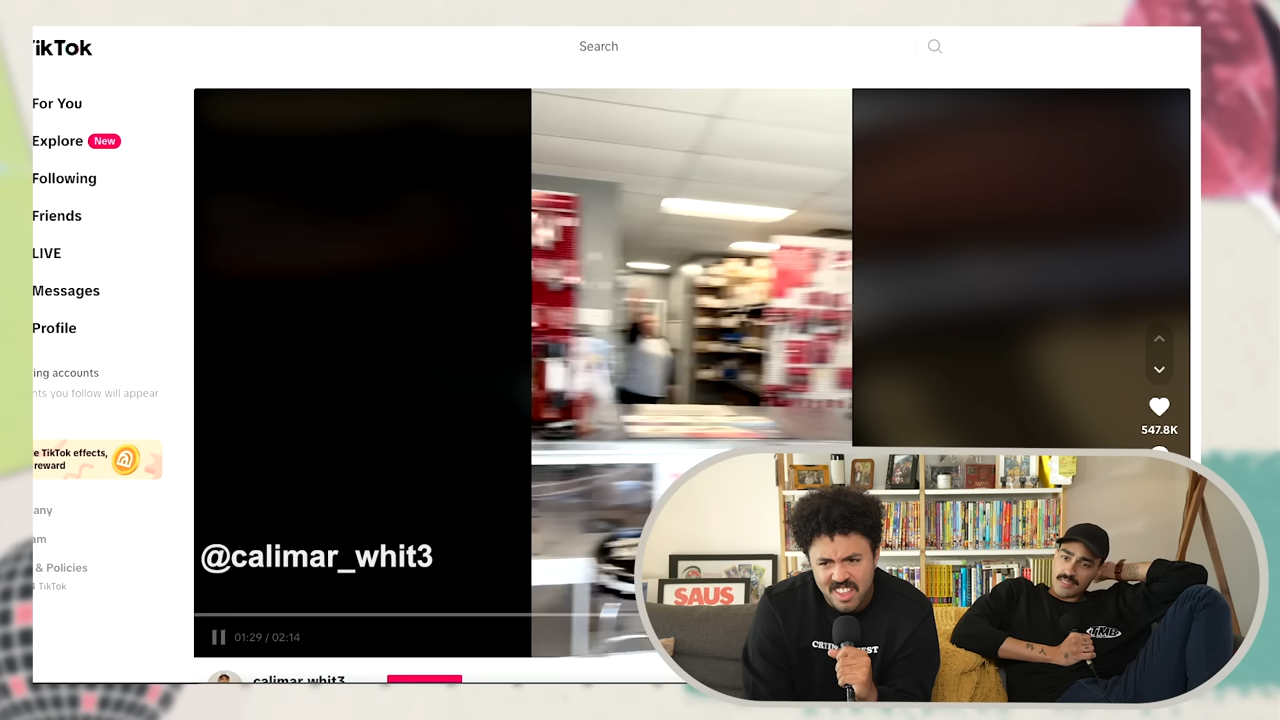 ikTok
Search
For You
Explore New
Following
Friends
LIVE
Messages
Profile
ing accounts
nts you follow will appear
e TikTok effects,
reward
any
am
& Policies
TikTok
547.8K
@calimar_whit3
01:29 / 02:14
calimar_whit3
SAUS
TMB